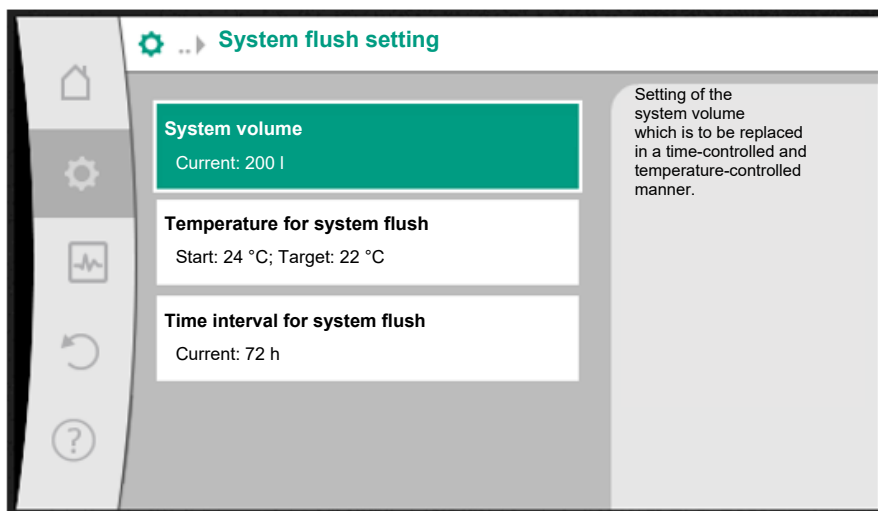 System flush setting
System volume
Current: 200 l
Temperature for system flush
Start: 24 °C; Target: 22 °C
Time interval for system flush
Current: 72 h
Setting of the
system volume
which is to be replaced
in a time-controlled and
temperature-controlled
manner.
?